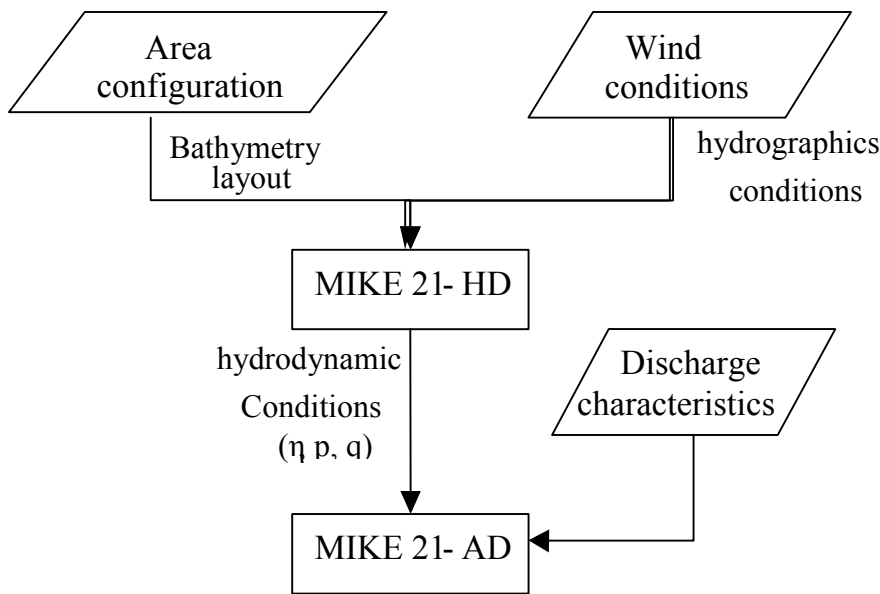 Area
configuration
Wind
conditions
Bathymetry
layout
hydrographics
conditions
MIKE 21- HD
hydrodynamic
Conditions
(η, p, q)
Discharge
characteristics
MIKE 21- AD